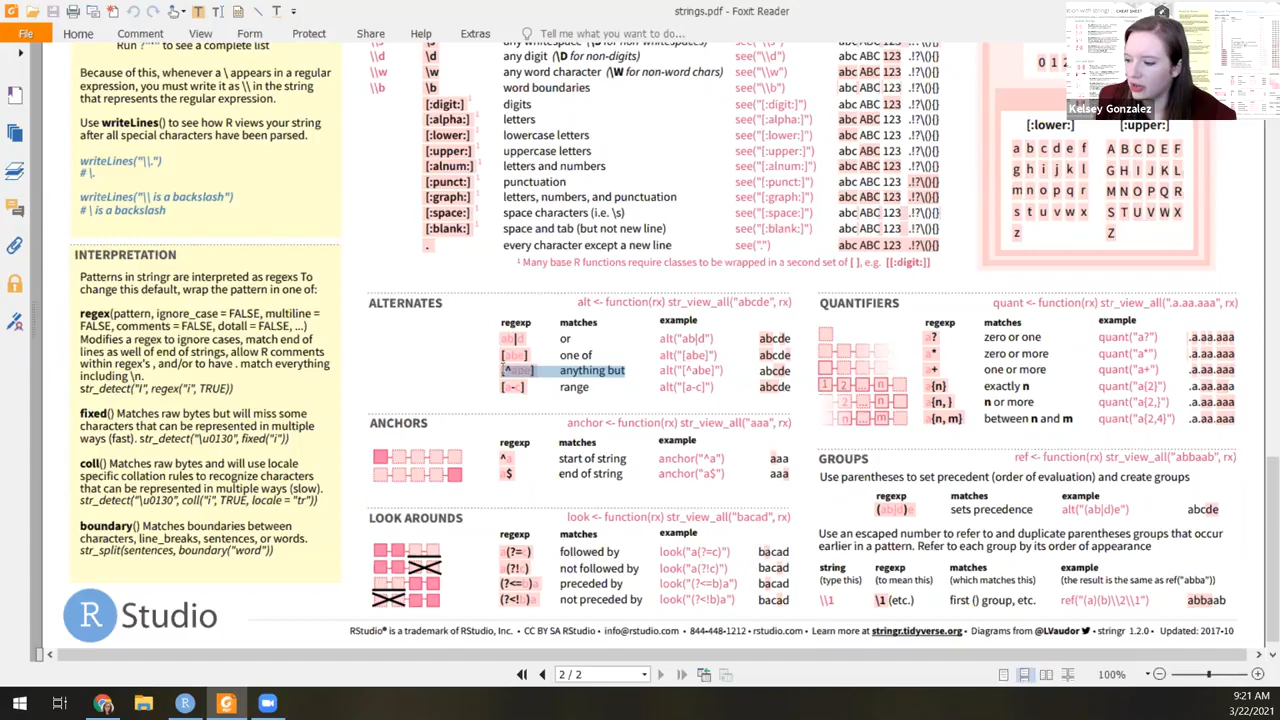 strings.pdf - Foxit Reader
File
Home
Comment
View
Form
Protect
Share
Help
Extras
Tell me what you want to do...
Kelsey Gonzalez
to see a complete list
Because of this, whenever a \ appears in a regular
expression, you must write it as \\ in the string
that represents the regular expression.
Use writeLines() to see how R views your string
after all special characters have been parsed.
writeLines("\\.")
# \.
writeLines("\\ is a backslash")
# \ is a backslash
INTERPRETATION
Patterns in stringr are interpreted as regexs To
change this default, wrap the pattern in one of:
regex(pattern, ignore_case = FALSE, multiline =
FALSE, comments = FALSE, dotall = FALSE, ...)
Modifies a regex to ignore cases, match end of
lines as well of end of strings, allow R comments
within regex's , and/or to have . match everything
including \n.
str_detect("I", regex("i", TRUE))
fixed() Matches raw bytes but will miss some
characters that can be represented in multiple
ways (fast). str_detect("\u0130", fixed("i"))
coll() Matches raw bytes and will use locale
specific collation rules to recognize characters
that can be represented in multiple ways (slow).
str_detect("\u0130", coll("i", TRUE, locale = "tr"))
boundary() Matches boundaries between
characters, line_breaks, sentences, or words.
str_split(sentences, boundary("word"))
\\d \d any digit (\D for non-digits) see("\\d") abc ABC 123 .!?\(){}
\\w \w any word character (\W for non-word chars) see("\\w") abc ABC 123 .!?\(){}
\\b \b word boundaries see("\\b") abc ABC 123 .!?\(){}
[:digit:] 1 digits see("[:digit:]") abc ABC 123 .!?\(){}
[:alpha:] 1 letters see("[:alpha:]") abc ABC 123 .!?\(){}
[:lower:] 1 lowercase letters see("[:lower:]") abc ABC 123 .!?\(){}
[:upper:] 1 uppercase letters see("[:upper:]") abc ABC 123 .!?\(){}
[:alnum:] 1 letters and numbers see("[:alnum:]") abc ABC 123 .!?\(){}
[:punct:] 1 punctuation see("[:punct:]") abc ABC 123 .!?\(){}
[:graph:] 1 letters, numbers, and punctuation see("[:graph:]") abc ABC 123 .!?\(){}
[:space:] 1 space characters (i.e. \s) see("[:space:]") abc ABC 123 .!?\(){}
[:blank:] 1 space and tab (but not new line) see("[:blank:]") abc ABC 123 .!?\(){}
. every character except a new line see(".") abc ABC 123 .!?\(){}
1 Many base R functions require classes to be wrapped in a second set of [ ], e.g. [[:digit:]]
0 1
[:lower:] [:upper:]
a b c d e f A B C D E F
g h i j k l G H I J K L
m n o p q r M N O P Q R
s t u v w x S T U V W X
z Z
ALTERNATES alt <- function(rx) str_view_all("abcde", rx)
regexp matches example
ab|d or alt("ab|d") abcde
[abe] one of alt("[abe]") abcde
[^abe] anything but alt("[^abe]") abcde
[a-c] range alt("[a-c]") abcde
ANCHORS anchor <- function(rx) str_view_all("aaa", rx)
regexp matches example
^a start of string anchor("^a") aaa
a$ end of string anchor("a$") aaa
LOOK AROUNDS look <- function(rx) str_view_all("bacad", rx)
regexp matches example
a(?=c) followed by look("a(?=c)") bacad
a(?!c) not followed by look("a(?!c)") bacad
(?<=b)a preceded by look("(?<=b)a") bacad
(?<!b)a not preceded by look("(?<!b)a") bacad
QUANTIFIERS quant <- function(rx) str_view_all(".a.aa.aaa", rx)
regexp matches example
a? zero or one quant("a?") .a.aa.aaa
a* zero or more quant("a*") .a.aa.aaa
a+ one or more quant("a+") .a.aa.aaa
1 2 ... n a{n} exactly n quant("a{2}") .a.aa.aaa
1 2 ... n a{n, } n or more quant("a{2,}") .a.aa.aaa
n ... m a{n, m} between n and m quant("a{2,4}") .a.aa.aaa
GROUPS ref <- function(rx) str_view_all("abbaab", rx)
Use parentheses to set precedent (order of evaluation) and create groups
regexp matches example
(ab|d)e sets precedence alt("(ab|d)e") abcde
Use an escaped number to refer to and duplicate parentheses groups that occur
earlier in a pattern. Refer to each group by its order of appearance
string regexp matches example
(type this) (to mean this) (which matches this) (the result is the same as ref("abba"))
\\1 \1 (etc.) first () group, etc. ref("(a)(b)\\2\\1") abbaab
R Studio
RStudio® is a trademark of RStudio, Inc. • CC BY SA RStudio • info@rstudio.com • 844-448-1212 • rstudio.com • Learn more at stringr.tidyverse.org • Diagrams from @LVaudor • stringr 1.2.0 • Updated: 2017-10
2 / 2
100%
9:21 AM
3/22/2021